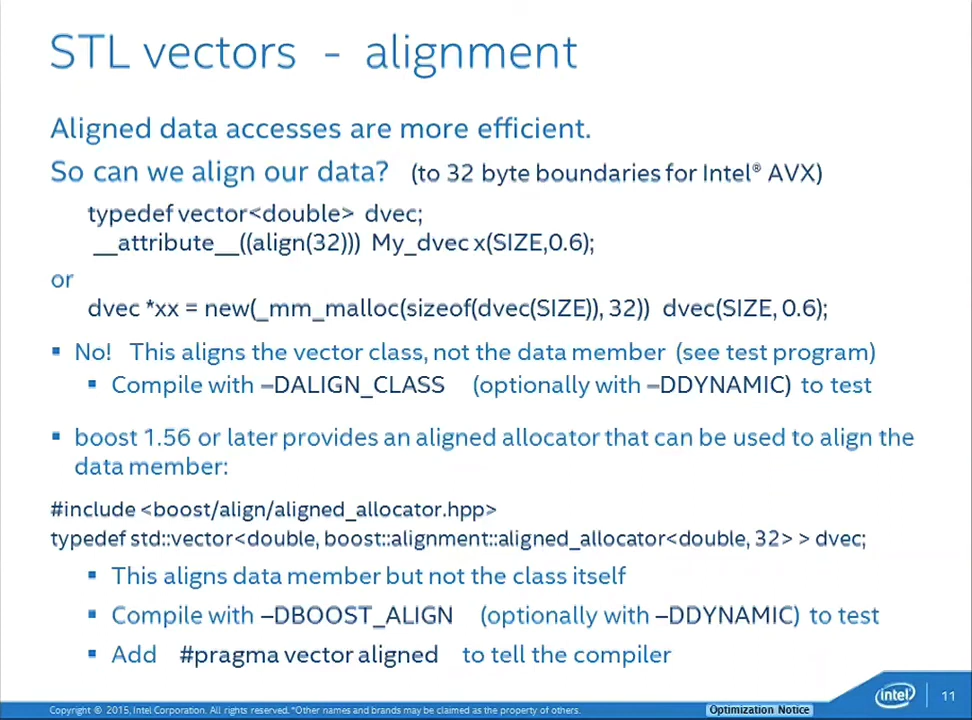 STL vectors - alignment
Aligned data accesses are more efficient.
So can we align our data? (to 32 byte boundaries for Intel® AVX)
typedef vector<double> dvec;
__attribute__((align(32))) My_dvec x(SIZE,0.6);
or
dvec *xx = new(_mm_malloc(sizeof(dvec(SIZE)), 32)) dvec(SIZE, 0.6);
▪ No! This aligns the vector class, not the data member (see test program)
▪ Compile with –DALIGN_CLASS (optionally with –DDYNAMIC) to test
▪ boost 1.56 or later provides an aligned allocator that can be used to align the
data member:
#include <boost/align/aligned_allocator.hpp>
typedef std::vector<double, boost::alignment::aligned_allocator<double, 32> > dvec;
▪ This aligns data member but not the class itself
▪ Compile with –DBOOST_ALIGN (optionally with –DDYNAMIC) to test
▪ Add #pragma vector aligned to tell the compiler
Copyright © 2015, Intel Corporation. All rights reserved. *Other names and brands may be claimed as the property of others.
Optimization Notice
intel
11